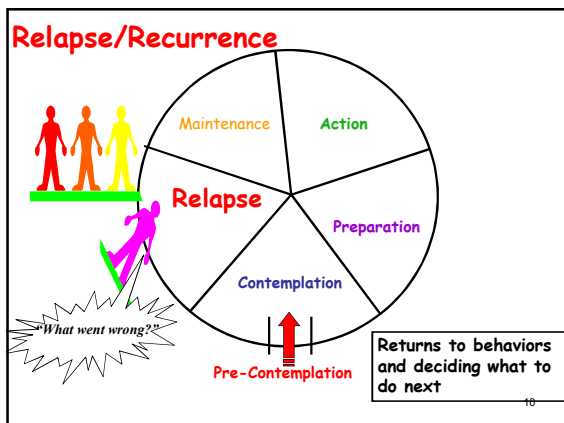 Relapse/Recurrence
Maintenance
Action
Relapse
Preparation
Contemplation
"What went wrong?"
Pre-Contemplation
Returns to behaviors
and deciding what to
do next
10